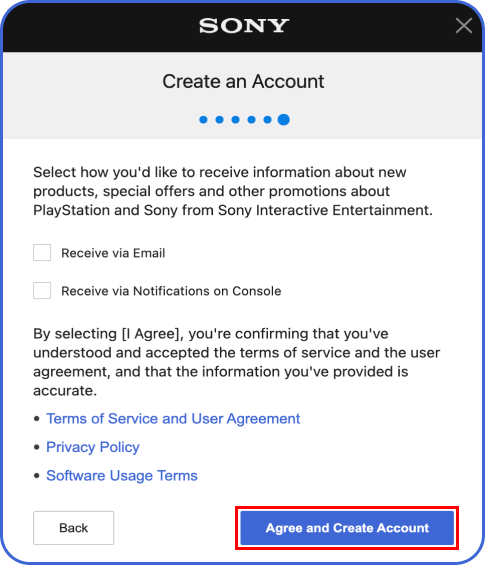 SONY
Create an Account
Select how you'd like to receive information about new
products, special offers and other promotions about
PlayStation and Sony from Sony Interactive Entertainment.
Receive via Email
Receive via Notifications on Console
By selecting [I Agree], you're confirming that you've
understood and accepted the terms of service and the user
agreement, and that the information you've provided is
accurate.
• Terms of Service and User Agreement
• Privacy Policy
• Software Usage Terms
Back
Agree and Create Account